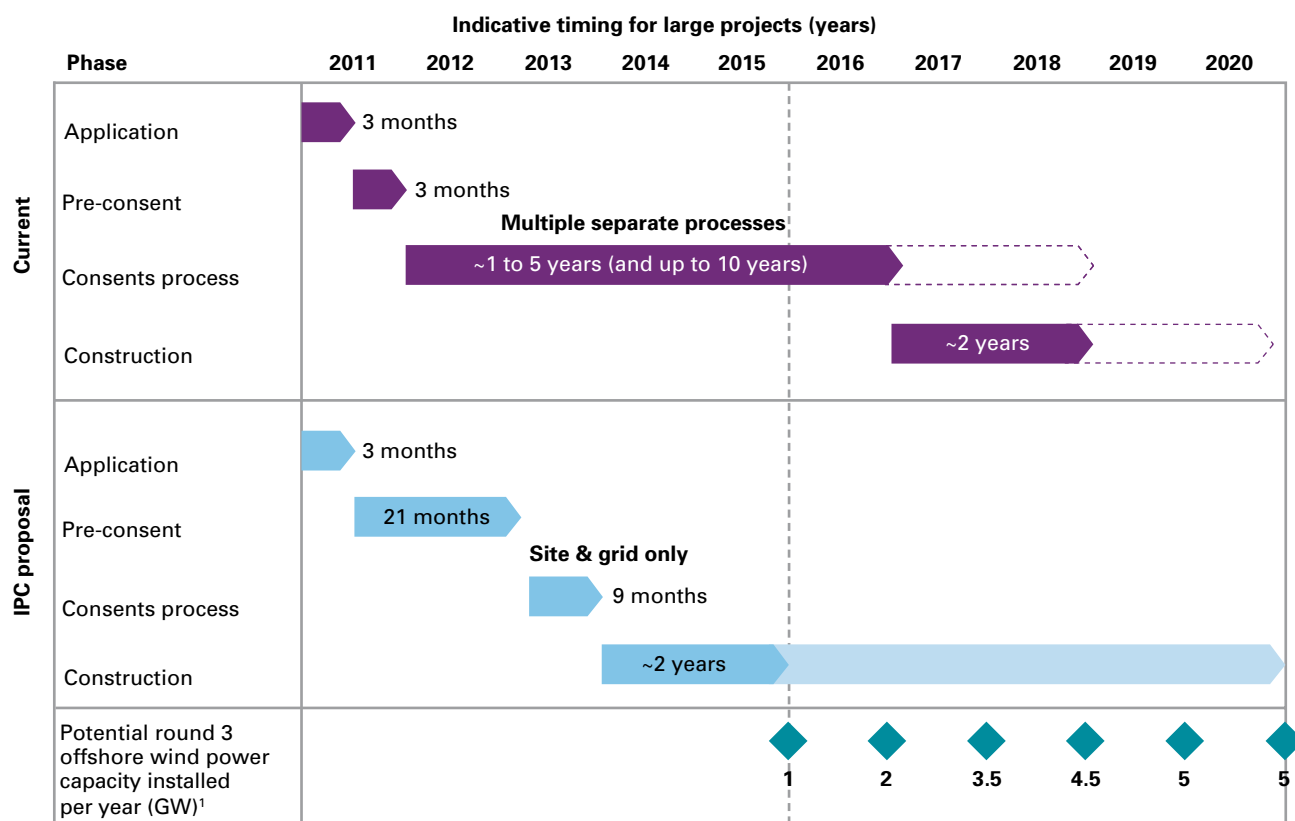 Indicative timing for large projects (years)
Phase 2011 2012 2013 2014 2015 2016 2017 2018 2019 2020
Current
Application 3 months
Pre-consent 3 months
Multiple separate processes
Consents process ~1 to 5 years (and up to 10 years)
Construction ~2 years
IPC proposal
Application 3 months
Pre-consent 21 months
Site & grid only
Consents process 9 months
Construction ~2 years
Potential round 3
offshore wind power
capacity installed
per year (GW)¹
1 2 3.5 4.5 5 5